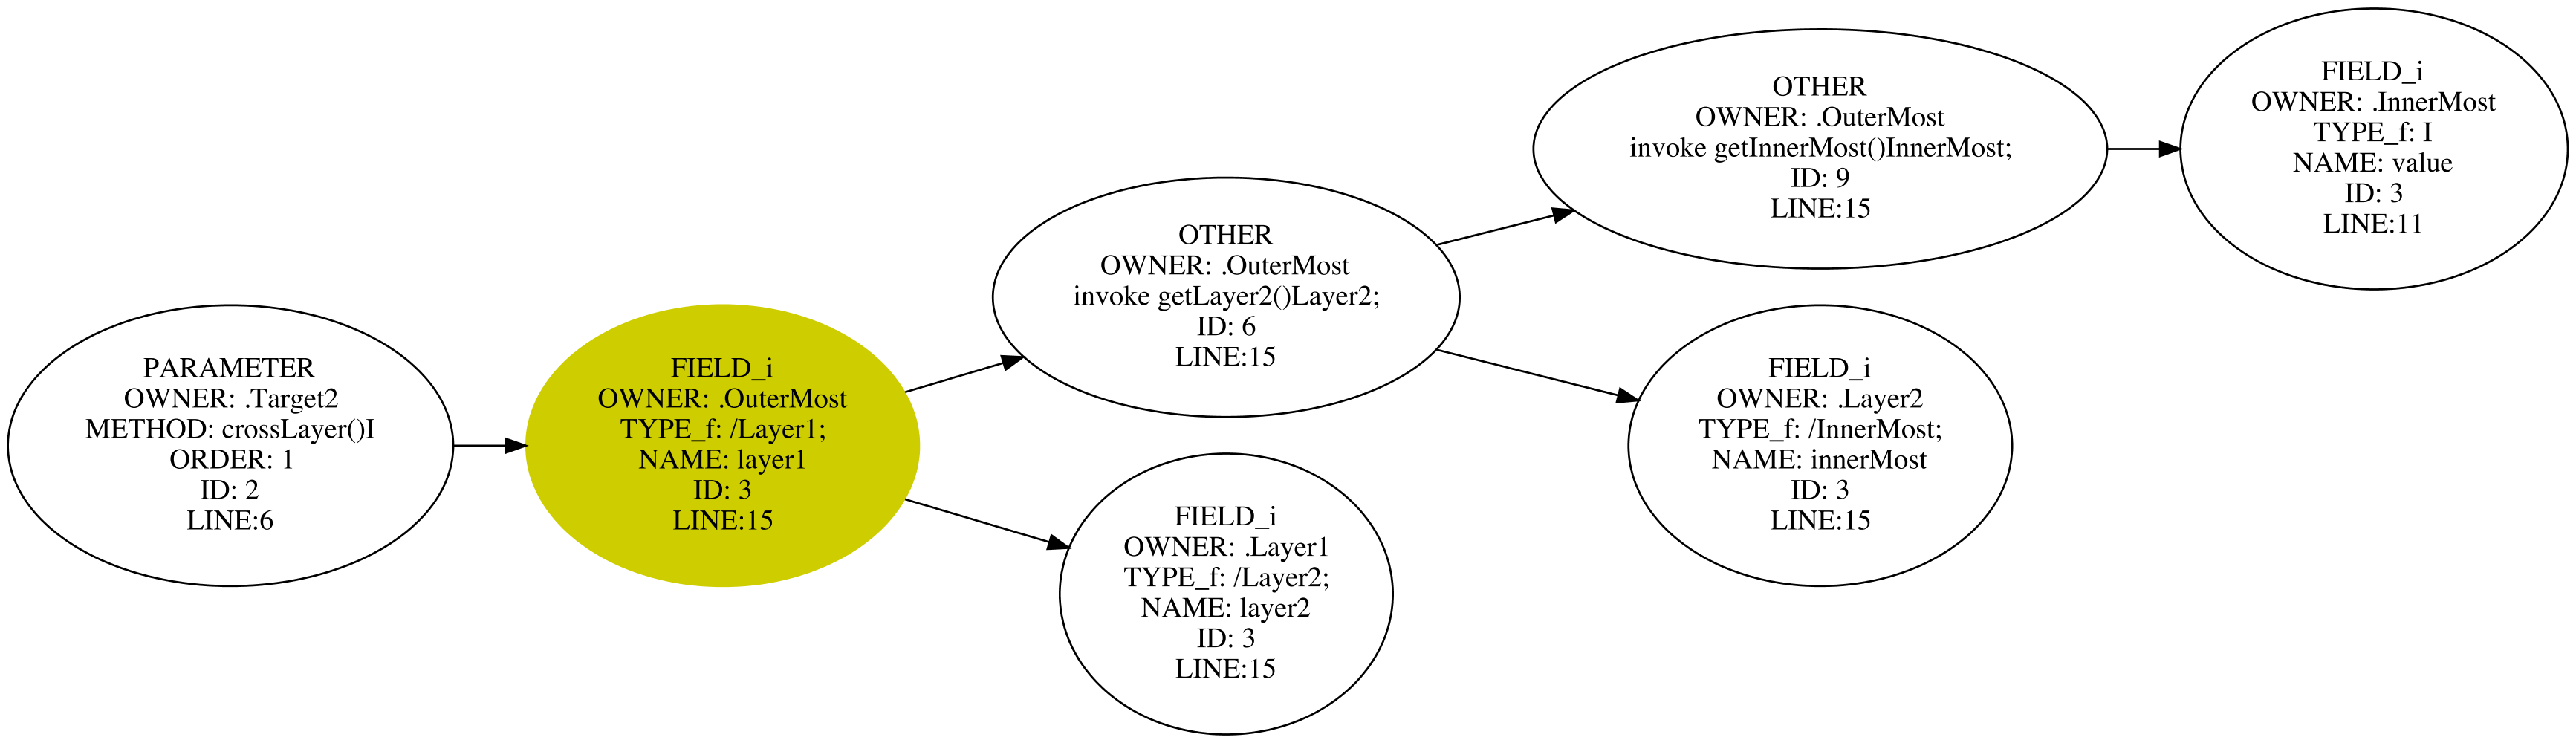 PARAMETER
OWNER: .Target2
METHOD: crossLayer()I
ORDER: 1
ID: 2
LINE:6
FIELD_i
OWNER: .OuterMost
TYPE_f: /Layer1;
NAME: layer1
ID: 3
LINE:15
OTHER
OWNER: .OuterMost
invoke getLayer2()Layer2;
ID: 6
LINE:15
FIELD_i
OWNER: .Layer1
TYPE_f: /Layer2;
NAME: layer2
ID: 3
LINE:15
OTHER
OWNER: .OuterMost
invoke getInnerMost()InnerMost;
ID: 9
LINE:15
FIELD_i
OWNER: .Layer2
TYPE_f: /InnerMost;
NAME: innerMost
ID: 3
LINE:15
FIELD_i
OWNER: .InnerMost
TYPE_f: I
NAME: value
ID: 3
LINE:11